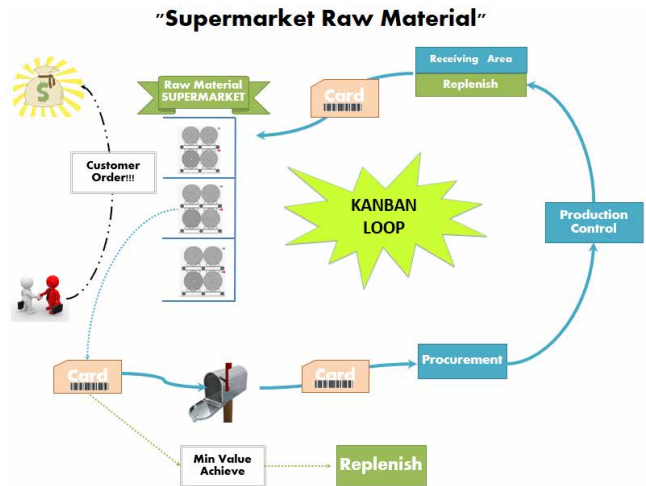 "Supermarket Raw Material"
Receiving Area
Replenish
Raw Material
SUPERMARKET
Card
Customer
Order!!!
KANBAN
LOOP
Production
Control
Card
Card
Procurement
Min Value
Achieve
Replenish